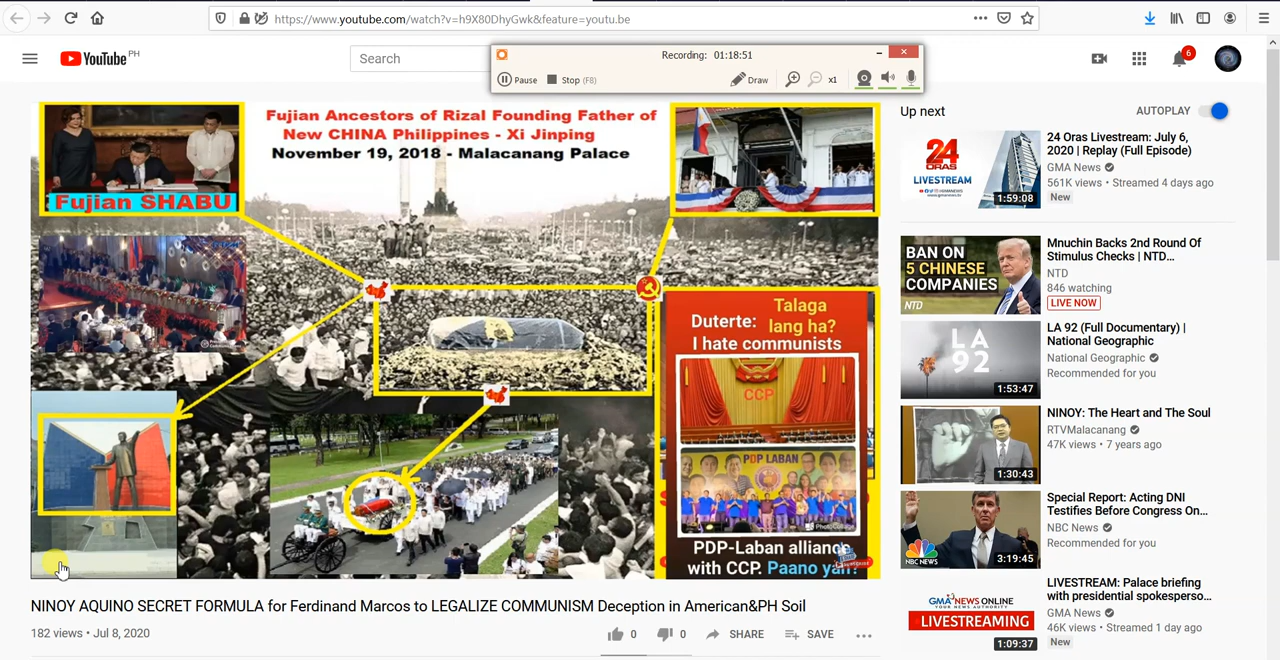 https://www.youtube.com/watch?v=h9X80DhyGwk&feature=youtu.be
Recording: 01:18:51
Pause
Stop (F8)
Draw
x1
YouTube PH
Search
6
Fujian Ancestors of Rizal Founding Father of
New CHINA Philippines - Xi Jinping
November 19, 2018 - Malacanang Palace
Fujian SHABU
Duterte: Talaga
lang ha?
I hate communists
CCP
PDP LABAN
PhotoCollage
PDP-Laban alliance
with CCP. Paano yan?
NINOY AQUINO SECRET FORMULA for Ferdinand Marcos to LEGALIZE COMMUNISM Deception in American&PH Soil
182 views • Jul 8, 2020
0
0
SHARE
SAVE
Up next
AUTOPLAY
24 ORAS
LIVESTREAM
1:59:08
24 Oras Livestream: July 6,
2020 | Replay (Full Episode)
GMA News
561K views • Streamed 4 days ago
New
BAN ON
5 CHINESE
COMPANIES
NTD
Mnuchin Backs 2nd Round Of
Stimulus Checks | NTD...
NTD
846 watching
LIVE NOW
LA
92
1:53:47
LA 92 (Full Documentary) |
National Geographic
National Geographic
Recommended for you
1:30:43
NINOY: The Heart and The Soul
RTVMalacanang
47K views • 7 years ago
NBC NEWS
3:19:45
Special Report: Acting DNI
Testifies Before Congress On...
NBC News
Recommended for you
GMA NEWS ONLINE
LIVESTREAMING
1:09:37
LIVESTREAM: Palace briefing
with presidential spokesperso...
GMA News
46K views • Streamed 1 day ago
New